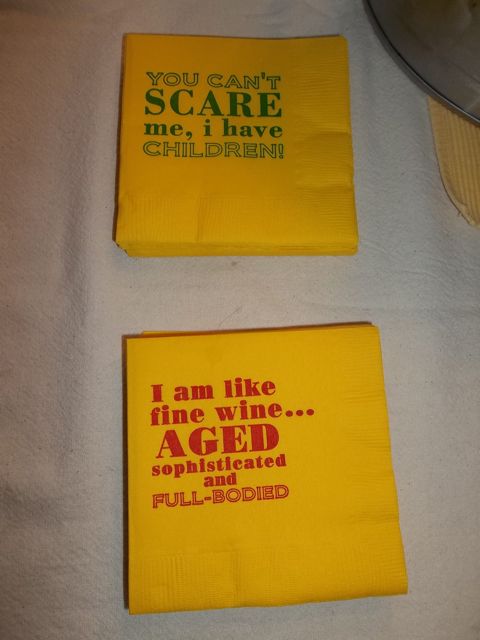 YOU CAN'T
SCARE
me, i have
CHILDREN!
I am like
fine wine...
AGED
sophisticated
and
FULL-BODIED